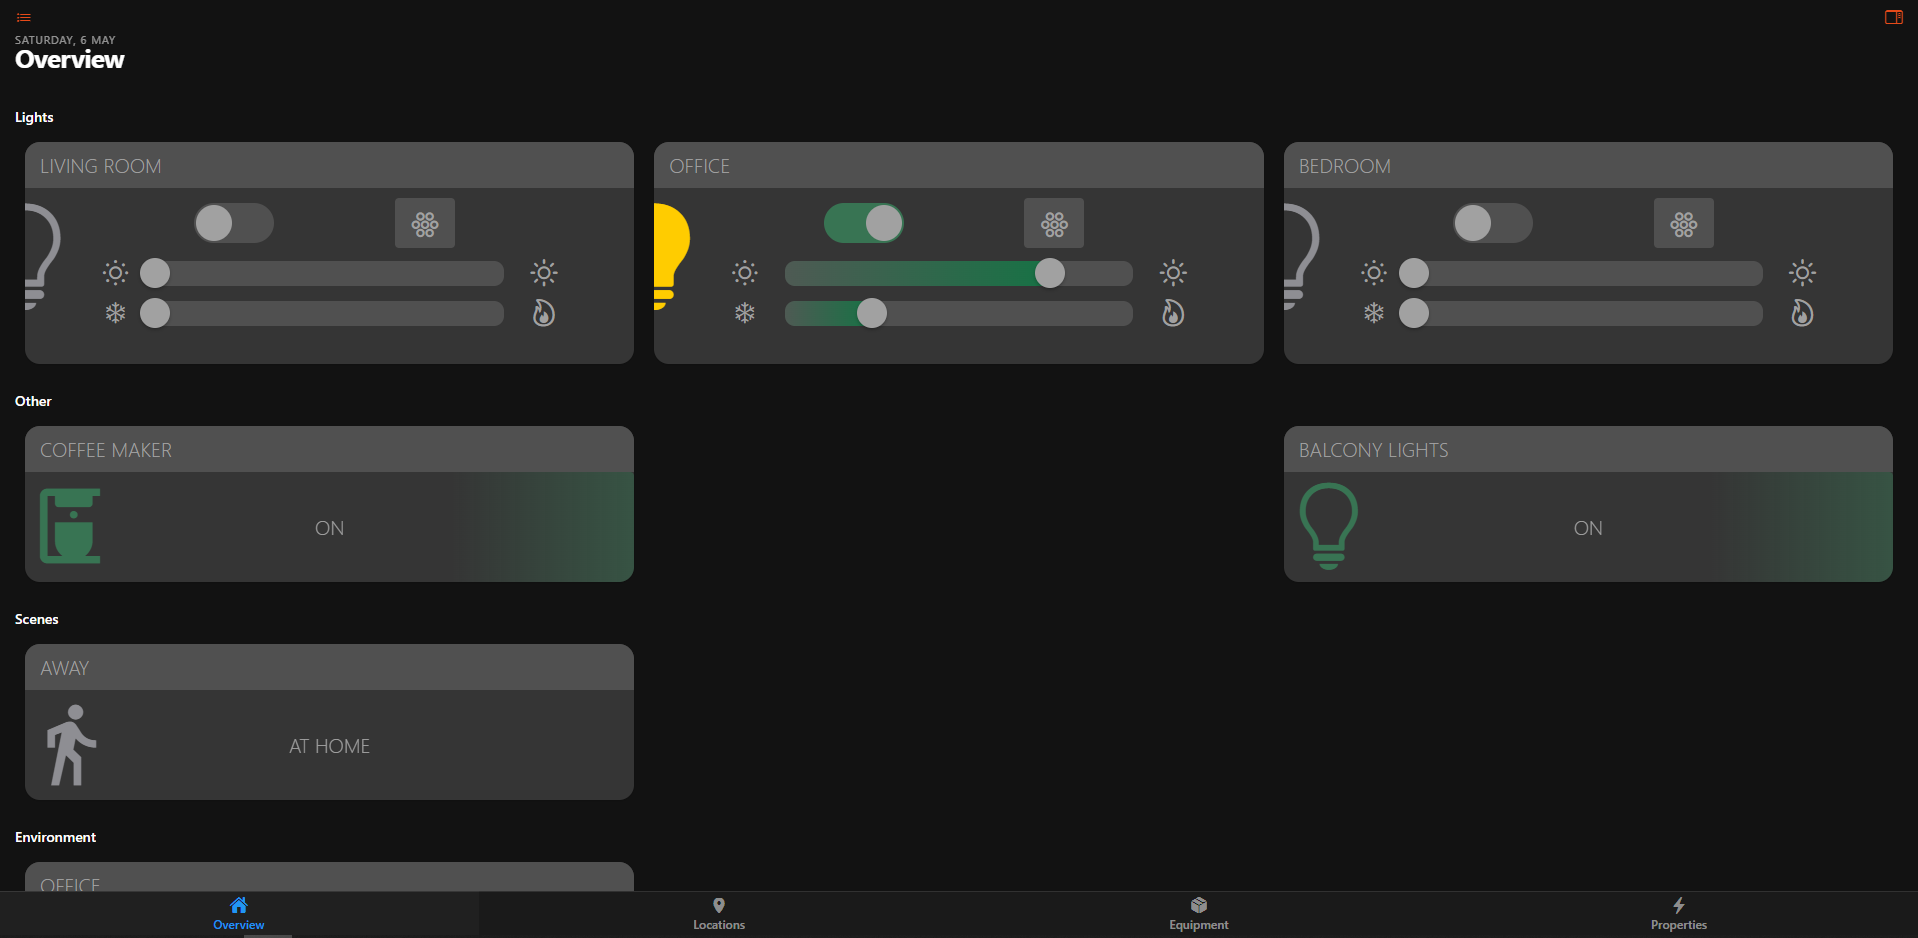 SATURDAY, 6 MAY
Overview
Lights
LIVING ROOM
OFFICE
BEDROOM
Other
COFFEE MAKER
ON
BALCONY LIGHTS
ON
Scenes
AWAY
AT HOME
Environment
OFFICE
Overview
Locations
Equipment
Properties